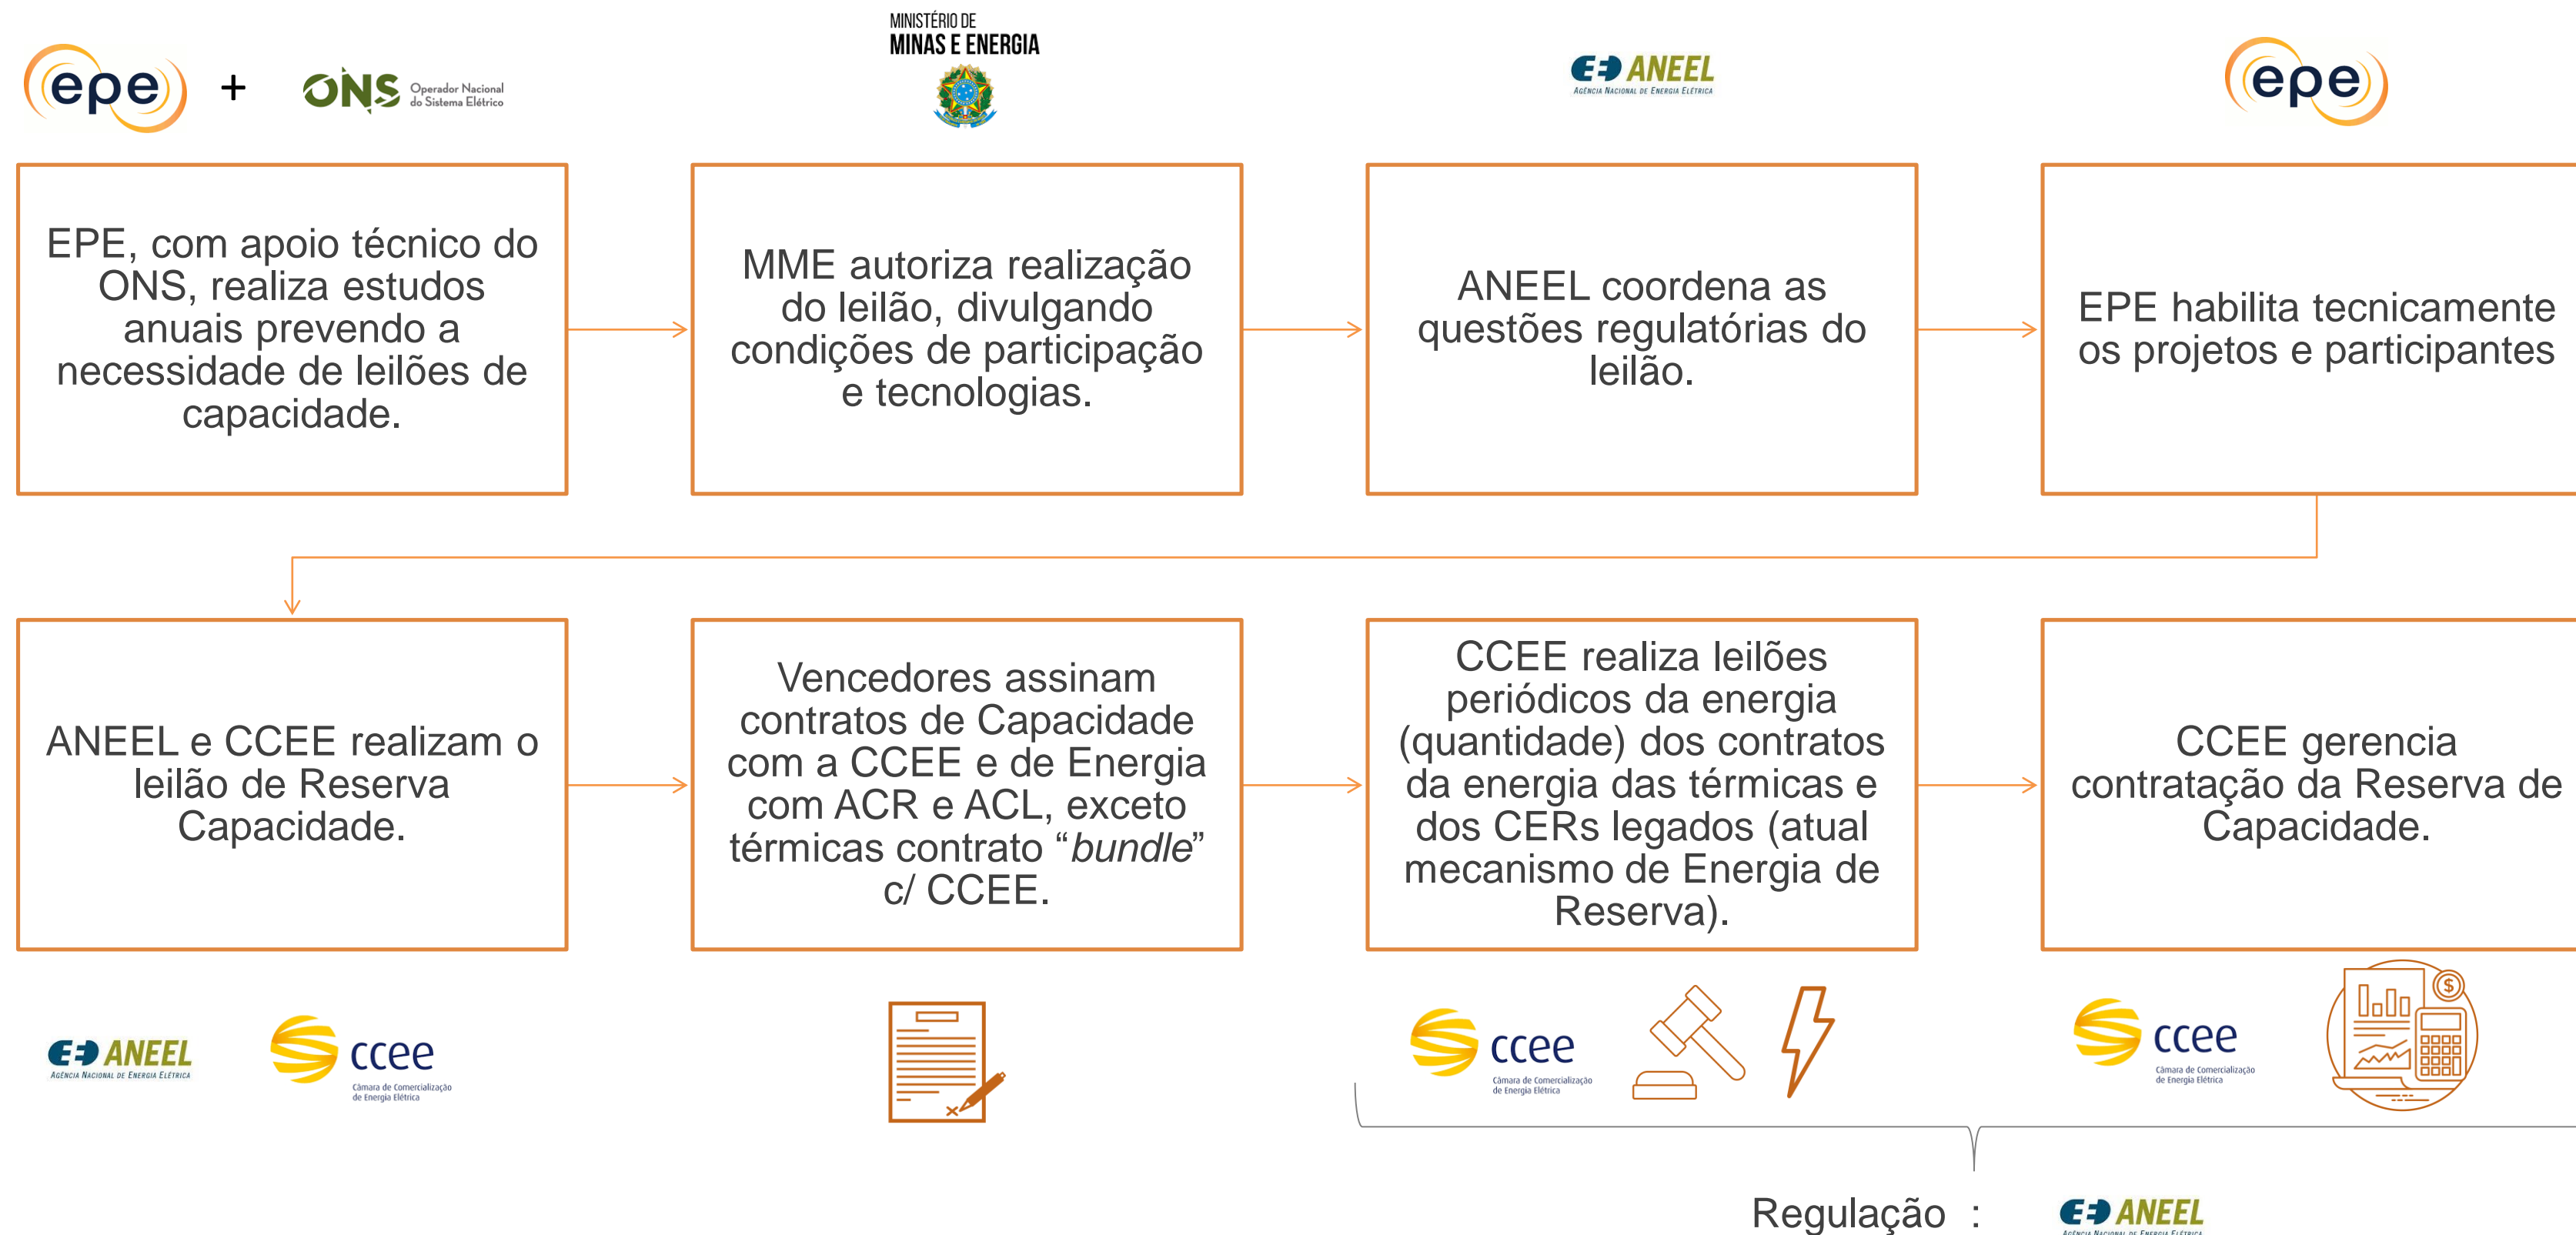 epe
+
ONS Operador Nacional
do Sistema Elétrico
MINISTÉRIO DE
MINAS E ENERGIA
ANEEL
AGÊNCIA NACIONAL DE ENERGIA ELÉTRICA
epe
EPE, com apoio técnico do
ONS, realiza estudos
anuais prevendo a
necessidade de leilões de
capacidade.
MME autoriza realização
do leilão, divulgando
condições de participação
e tecnologias.
ANEEL coordena as
questões regulatórias do
leilão.
EPE habilita tecnicamente
os projetos e participantes
ANEEL e CCEE realizam o
leilão de Reserva
Capacidade.
Vencedores assinam
contratos de Capacidade
com a CCEE e de Energia
com ACR e ACL, exceto
térmicas contrato “bundle”
c/ CCEE.
CCEE realiza leilões
periódicos da energia
(quantidade) dos contratos
da energia das térmicas e
dos CERs legados (atual
mecanismo de Energia de
Reserva).
CCEE gerencia
contratação da Reserva de
Capacidade.
ANEEL
AGÊNCIA NACIONAL DE ENERGIA ELÉTRICA
ccee
Câmara de Comercialização
de Energia Elétrica
ccee
Câmara de Comercialização
de Energia Elétrica
ccee
Câmara de Comercialização
de Energia Elétrica
$
Regulação :
ANEEL
AGÊNCIA NACIONAL DE ENERGIA ELÉTRICA